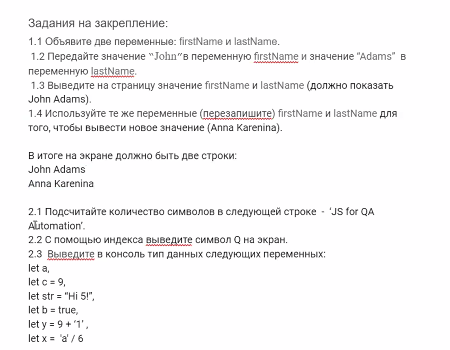 Задания на закрепление:
1.1 Объявите две переменные: firstName и lastName.
1.2 Передайте значение "John"в переменную firstName и значение “Adams” в
переменную lastName.
1.3 Выведите на страницу значение firstName и lastName (должно показать
John Adams).
1.4 Используйте те же переменные (перезапишите) firstName и lastName для
того, чтобы вывести новое значение (Anna Karenina).
В итоге на экране должно быть две строки:
John Adams
Anna Karenina
2.1 Подсчитайте количество символов в следующей строке - ‘JS for QA
Automation’.
2.2 С помощью индекса выведите символ Q на экран.
2.3 Выведите в консоль тип данных следующих переменных:
let a,
let c = 9,
let str = “Hi 5!”,
let b = true,
let y = 9 + ‘1’ ,
let x = 'a' / 6